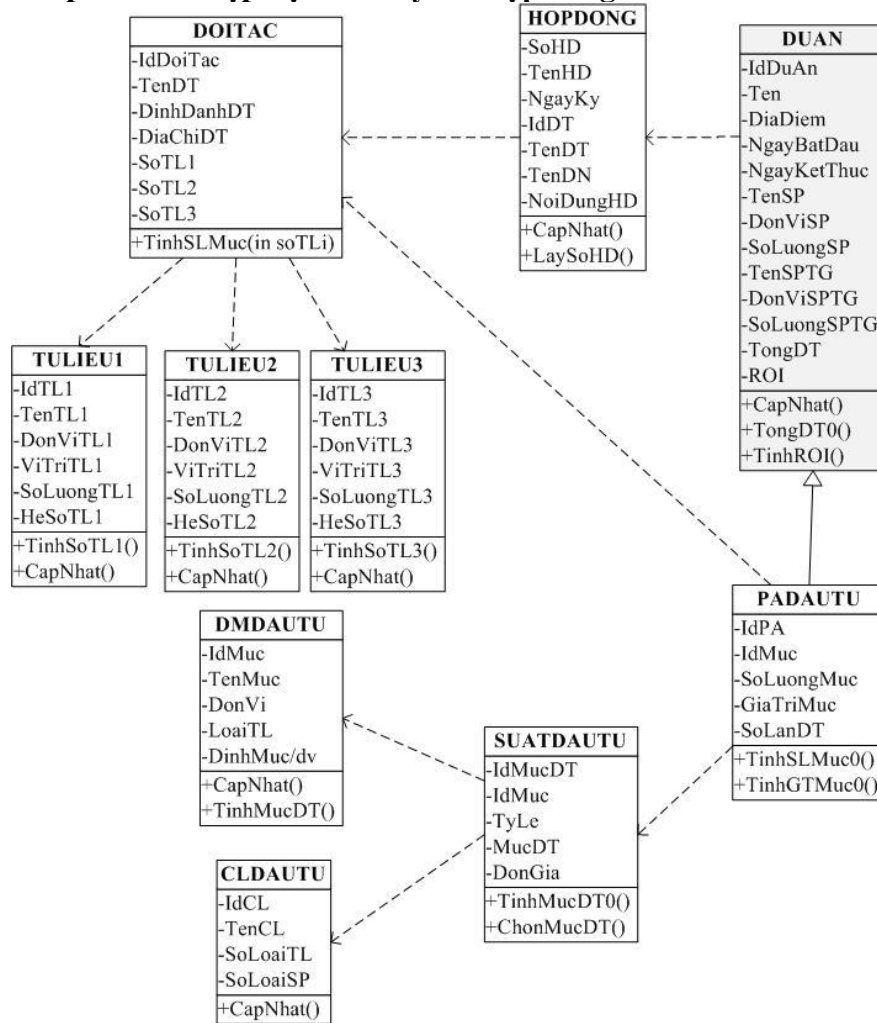 DOITAC
-IdDoiTac
-TenDT
-DinhDanhDT
-DiaChiDT
-SoTL1
-SoTL2
-SoTL3
+TinhSLMuc(in soTLi)
HOPDONG
-SoHD
-TenHD
-NgayKy
-IdDT
-TenDT
-TenDN
-NoiDungHD
+CapNhat()
+LaySoHD()
DUAN
-IdDuAn
-Ten
-DiaDiem
-NgayBatDau
-NgayKetThuc
-TenSP
-DonViSP
-SoLuongSP
-TenSPTG
-DonViSPTG
-SoLuongSPTG
-TongDT
-ROI
+CapNhat()
+TongDT0()
+TinhROI()
TULIEU1
-IdTL1
-TenTL1
-DonViTL1
-ViTriTL1
-SoLuongTL1
-HeSoTL1
+TinhSoTL1()
+CapNhat()
TULIEU2
-IdTL2
-TenTL2
-DonViTL2
-ViTriTL2
-SoLuongTL2
-HeSoTL2
+TinhSoTL2()
+CapNhat()
TULIEU3
-IdTL3
-TenTL3
-DonViTL3
-ViTriTL3
-SoLuongTL3
-HeSoTL3
+TinhSoTL3()
+CapNhat()
PADAUTU
-IdPA
-IdMuc
-SoLuongMuc
-GiaTriMuc
-SoLanDT
+TinhSLMuc0()
+TinhGTMuc0()
DMDAUTU
-IdMuc
-TenMuc
-DonVi
-LoaiTL
-DinhMuc/dv
+CapNhat()
+TinhMucDT()
SUATDAUTU
-IdMucDT
-IdMuc
-TyLe
-MucDT
-DonGia
+TinhMucDT0()
+ChonMucDT()
CLDAUTU
-IdCL
-TenCL
-SoLoaiTL
-SoLoaiSP
+CapNhat()